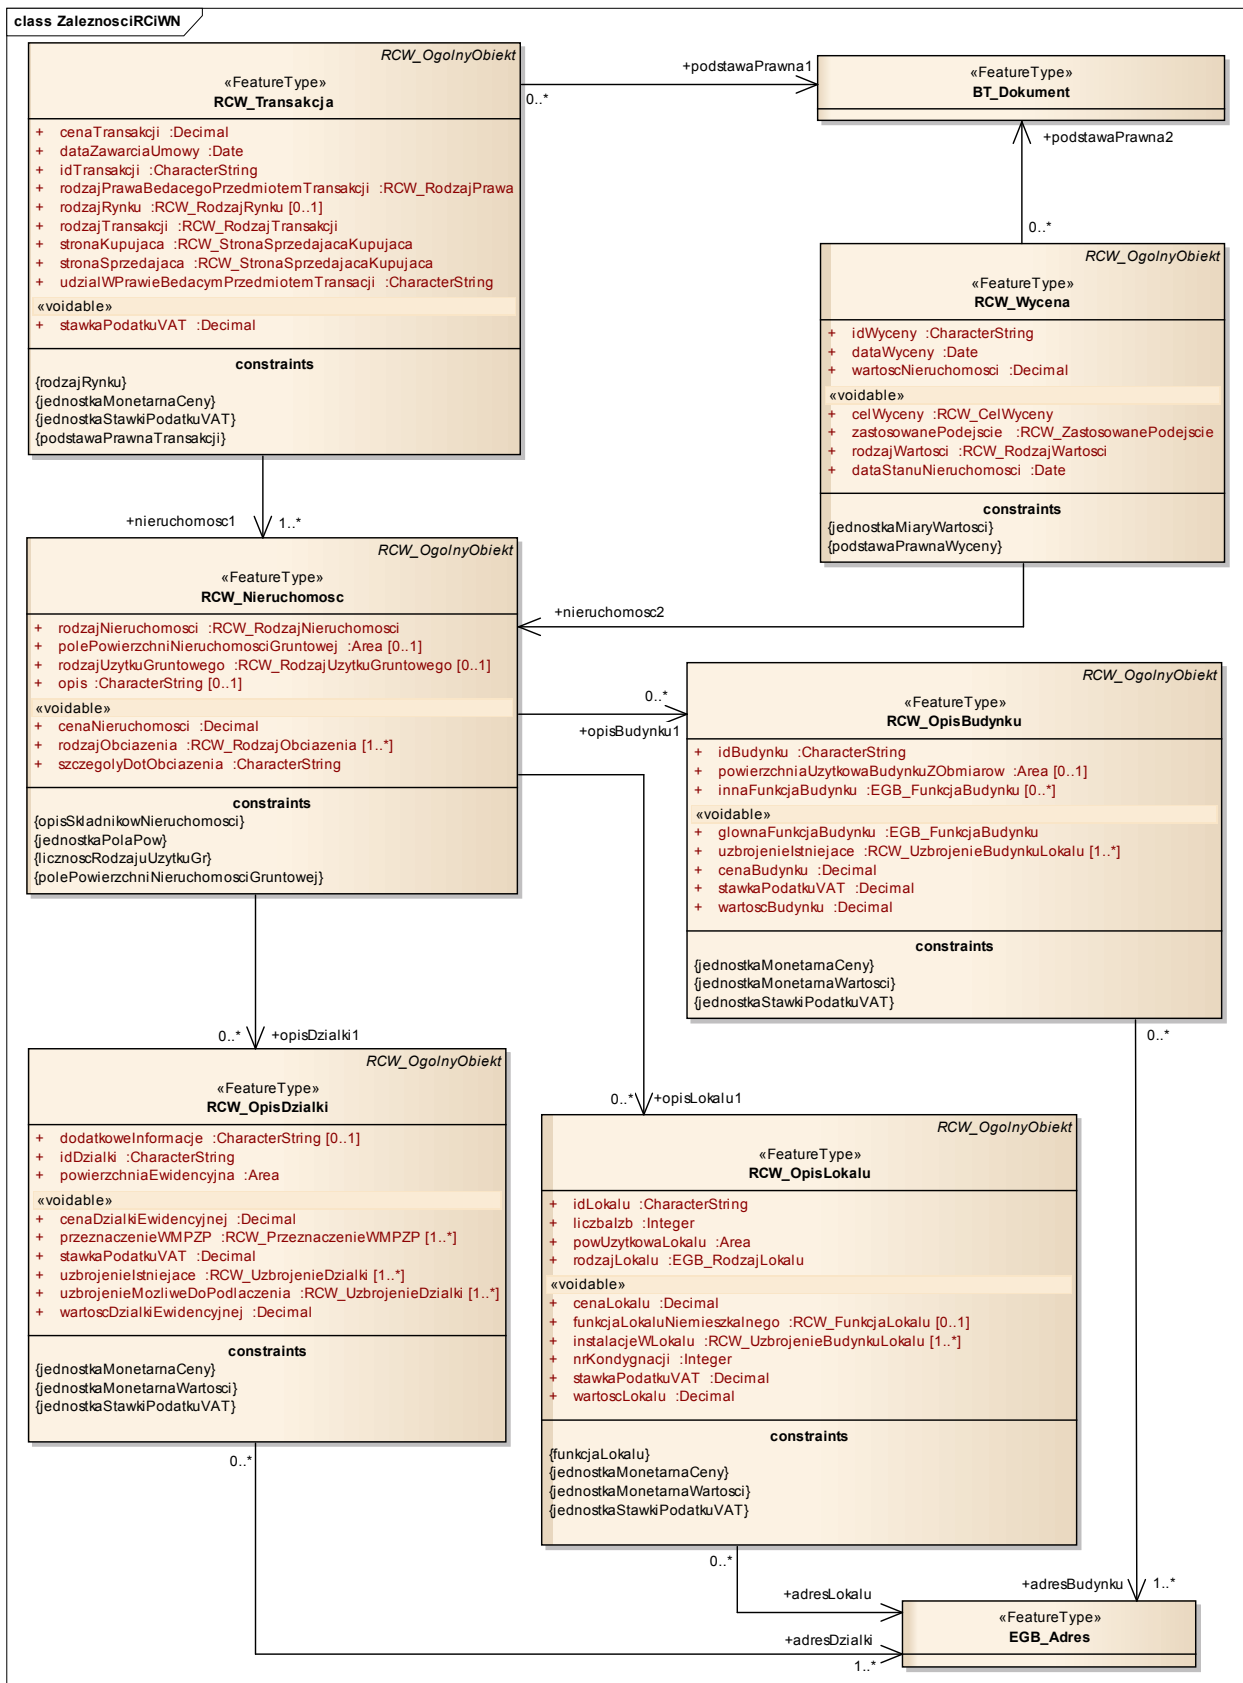 class ZaleznosciRCiWN
RCW_OgolnyObiekt
«FeatureType»
RCW_Transakcja
+ cenaTransakcji :Decimal
+ dataZawarciaUmowy :Date
+ idTransakcji :CharacterString
+ rodzajPrawaBedacegoPrzedmiotemTransakcji :RCW_RodzajPrawa
+ rodzajRynku :RCW_RodzajRynku [0..1]
+ rodzajTransakcji :RCW_RodzajTransakcji
+ stronaKupujaca :RCW_StronaSprzedajacaKupujaca
+ stronaSprzedajaca :RCW_StronaSprzedajacaKupujaca
+ udzialWPrawieBedacymPrzedmiotemTransacji :CharacterString
«voidable»
+ stawkaPodatkuVAT :Decimal
constraints
{rodzajRynku}
{jednostkaMonetarnaCeny}
{jednostkaStawkiPodatkuVAT}
{podstawaPrawnaTransakcji}
+podstawaPrawna1
0..*
«FeatureType»
BT_Dokument
+podstawaPrawna2
0..*
RCW_OgolnyObiekt
«FeatureType»
RCW_Wycena
+ idWyceny :CharacterString
+ dataWyceny :Date
+ wartoscNieruchomosci :Decimal
«voidable»
+ celWyceny :RCW_CelWyceny
+ zastosowanePodejscie :RCW_ZastosowanePodejscie
+ rodzajWartosci :RCW_RodzajWartosci
+ dataStanuNieruchomosci :Date
constraints
{jednostkaMiaryWartosci}
{podstawaPrawnaWyceny}
+nieruchomosc1
1..*
+nieruchomosc2
RCW_OgolnyObiekt
«FeatureType»
RCW_Nieruchomosc
+ rodzajNieruchomosci :RCW_RodzajNieruchomosci
+ polePowierzchniNieruchomosciGruntowej :Area [0..1]
+ rodzajUzytkuGruntowego :RCW_RodzajUzytkuGruntowego [0..1]
+ opis :CharacterString [0..1]
«voidable»
+ cenaNieruchomosci :Decimal
+ rodzajObciazenia :RCW_RodzajObciazenia [1..*]
+ szczegolyDotObciazenia :CharacterString
constraints
{opisSkladnikowNieruchomosci}
{jednostkaPolaPow}
{licznoscRodzajuUzytkuGr}
{polePowierzchniNieruchomosciGruntowej}
0..*
+opisBudynku1
RCW_OgolnyObiekt
«FeatureType»
RCW_OpisBudynku
+ idBudynku :CharacterString
+ powierzchniaUzytkowaBudynkuZObmiarow :Area [0..1]
+ innaFunkcjaBudynku :EGB_FunkcjaBudynku [0..*]
«voidable»
+ glownaFunkcjaBudynku :EGB_FunkcjaBudynku
+ uzbrojenieIstniejace :RCW_UzbrojenieBudynkuLokalu [1..*]
+ cenaBudynku :Decimal
+ stawkaPodatkuVAT :Decimal
+ wartoscBudynku :Decimal
constraints
{jednostkaMonetarnaCeny}
{jednostkaMonetarnaWartosci}
{jednostkaStawkiPodatkuVAT}
0..*
0..*
+opisDzialki1
RCW_OgolnyObiekt
«FeatureType»
RCW_OpisDzialki
+ dodatkoweInformacje :CharacterString [0..1]
+ idDzialki :CharacterString
+ powierzchniaEwidencyjna :Area
«voidable»
+ cenaDzialkiEwidencyjnej :Decimal
+ przeznaczenieWMPZP :RCW_PrzeznaczenieWMPZP [1..*]
+ stawkaPodatkuVAT :Decimal
+ uzbrojenieIstniejace :RCW_UzbrojenieDzialki [1..*]
+ uzbrojenieMozliweDoPodlaczenia :RCW_UzbrojenieDzialki [1..*]
+ wartoscDzialkiEwidencyjnej :Decimal
constraints
{jednostkaMonetarnaCeny}
{jednostkaMonetarnaWartosci}
{jednostkaStawkiPodatkuVAT}
0..*
0..*
+opisLokalu1
RCW_OgolnyObiekt
«FeatureType»
RCW_OpisLokalu
+ idLokalu :CharacterString
+ liczbaIzb :Integer
+ powUzytkowaLokalu :Area
+ rodzajLokalu :EGB_RodzajLokalu
«voidable»
+ cenaLokalu :Decimal
+ funkcjaLokaluNiemieszkalnego :RCW_FunkcjaLokalu [0..1]
+ instalacjeWLokalu :RCW_UzbrojenieBudynkuLokalu [1..*]
+ nrKondygnacji :Integer
+ stawkaPodatkuVAT :Decimal
+ wartoscLokalu :Decimal
constraints
{funkcjaLokalu}
{jednostkaMonetarnaCeny}
{jednostkaMonetarnaWartosci}
{jednostkaStawkiPodatkuVAT}
0..*
+adresLokalu
+adresBudynku
1..*
+adresDzialki
1..*
«FeatureType»
EGB_Adres